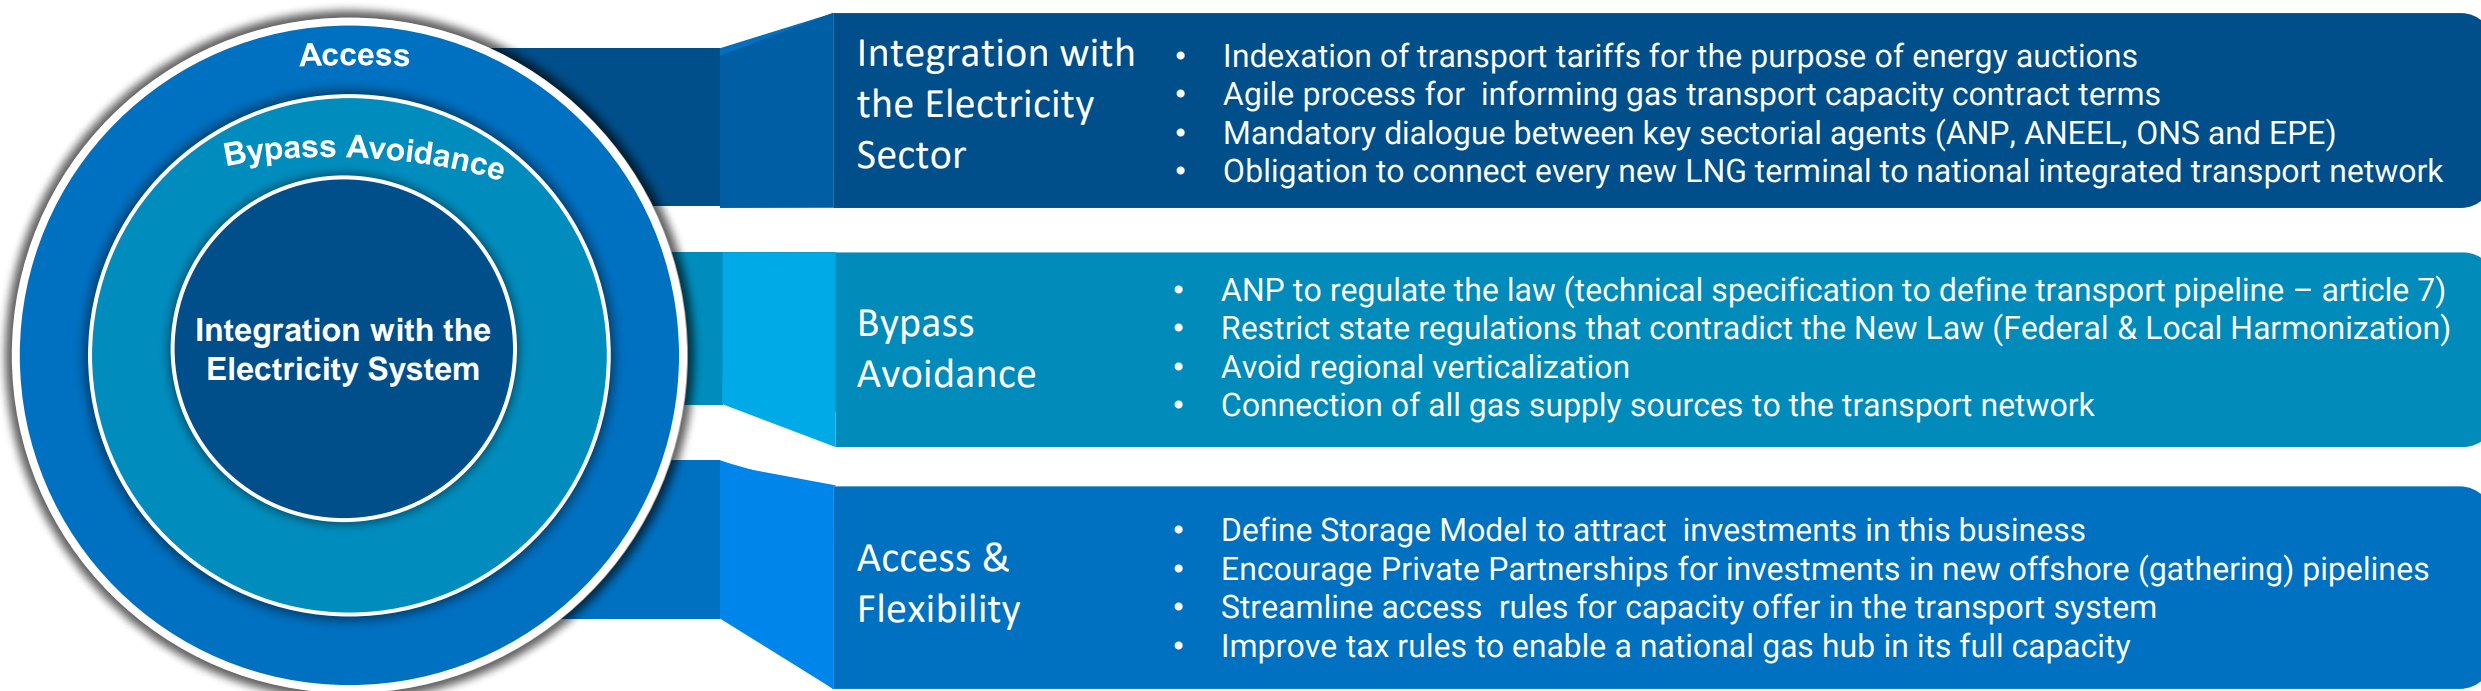 Access
Bypass Avoidance
Integration with the
Electricity System
Integration with
the Electricity
Sector
• Indexation of transport tariffs for the purpose of energy auctions
• Agile process for informing gas transport capacity contract terms
• Mandatory dialogue between key sectorial agents (ANP, ANEEL, ONS and EPE)
• Obligation to connect every new LNG terminal to national integrated transport network
Bypass
Avoidance
• ANP to regulate the law (technical specification to define transport pipeline – article 7)
• Restrict state regulations that contradict the New Law (Federal & Local Harmonization)
• Avoid regional verticalization
• Connection of all gas supply sources to the transport network
Access &
Flexibility
• Define Storage Model to attract investments in this business
• Encourage Private Partnerships for investments in new offshore (gathering) pipelines
• Streamline access rules for capacity offer in the transport system
• Improve tax rules to enable a national gas hub in its full capacity